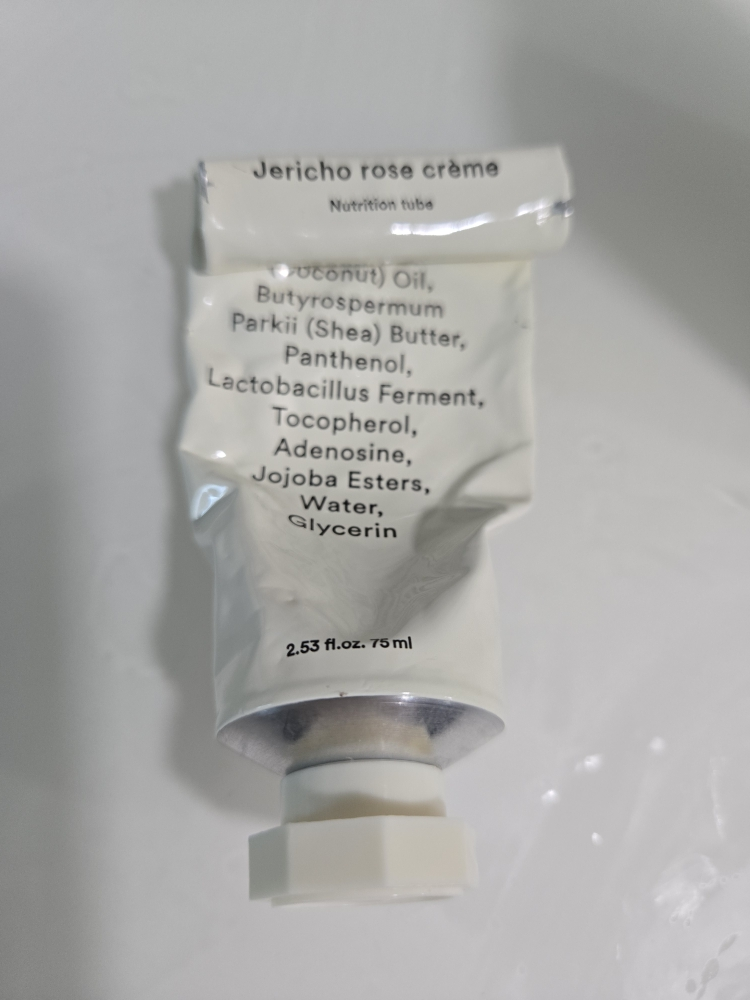 Jericho rose crème
Nutrition tube
(Coconut) Oil,
Butyrospermum
Parkii (Shea) Butter,
Panthenol,
Lactobacillus Ferment,
Tocopherol,
Adenosine,
Jojoba Esters,
Water,
Glycerin
2.53 fl.oz. 75 ml